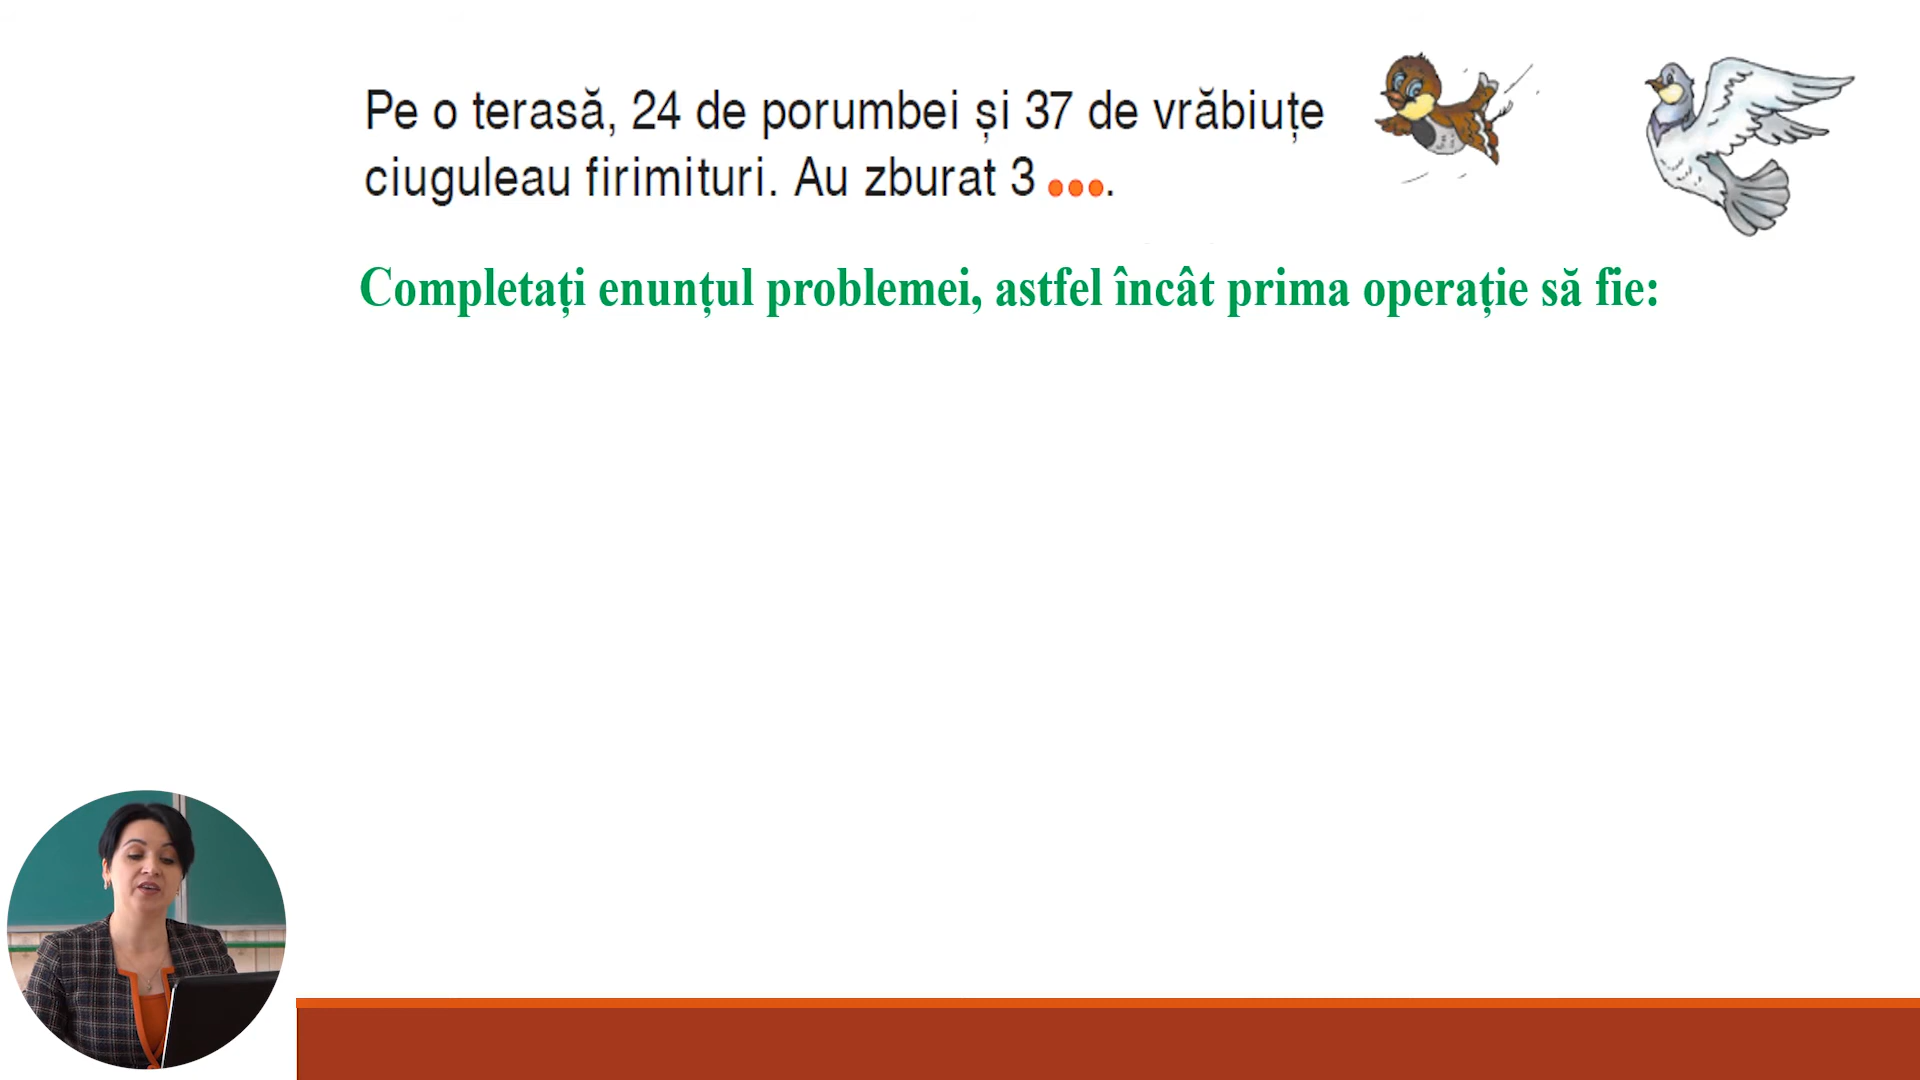 Pe o terasă, 24 de porumbei și 37 de vrăbiuțe
ciuguleau firimituri. Au zburat 3 ●●●.
Completați enunțul problemei, astfel încât prima operație să fie: